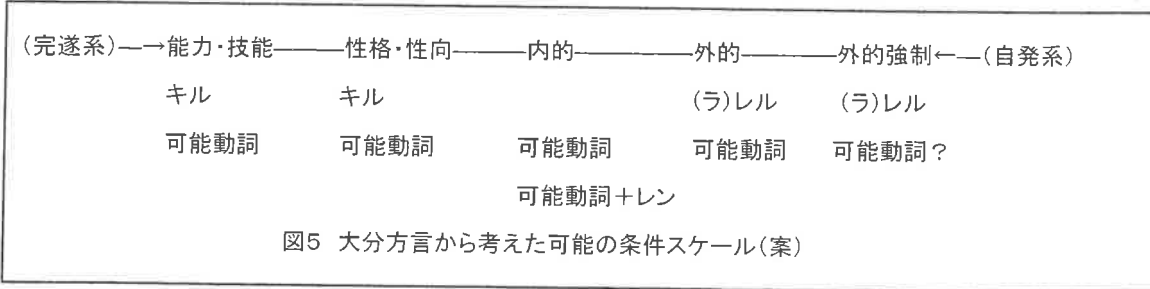 (完遂系)―→能力・技能―――性格・性向―――内的―――――外的――――外的強制←―(自発系)
キル キル (ラ)レル (ラ)レル
可能動詞 可能動詞 可能動詞 可能動詞 可能動詞?
可能動詞+レン
図5 大分方言から考えた可能の条件スケール(案)